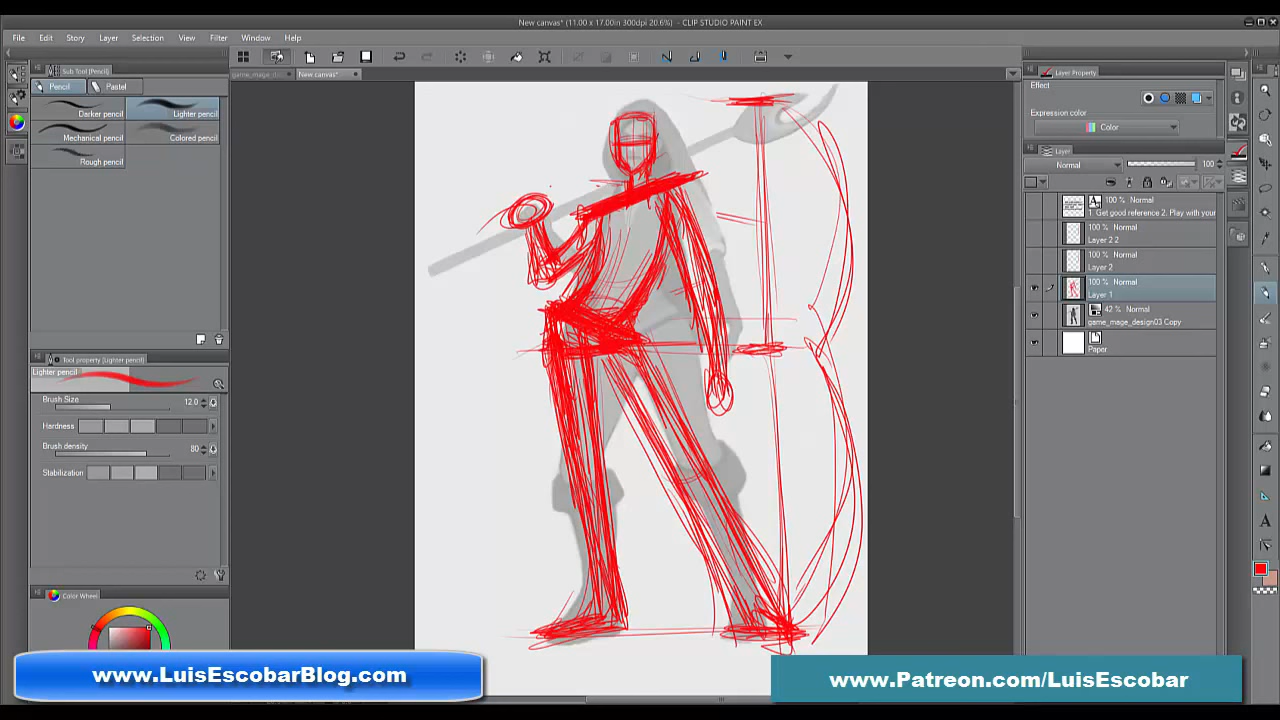 New canvas* (11.00 x 17.00in 300dpi 20.6%) - CLIP STUDIO PAINT EX
File Edit Story Layer Selection View Filter Window Help
New canvas*
Sub Tool [Pencil]
Pencil Pastel
Darker pencil Lighter pencil
Mechanical pencil Colored pencil
Rough pencil
Tool property [Lighter pencil]
Lighter pencil
Brush Size 12.0
Hardness
Brush density 80
Stabilization
Color Wheel
Layer Property
Effect
Expression color
Color
Layer
Normal 100
100 % Normal
1. Get good reference 2. Play with your
100 % Normal
Layer 2 2
100 % Normal
Layer 2
100 % Normal
Layer 1
42 % Normal
game_mage_design03 Copy
100 % Normal
Paper
www.LuisEscobarBlog.com
www.Patreon.com/LuisEscobar